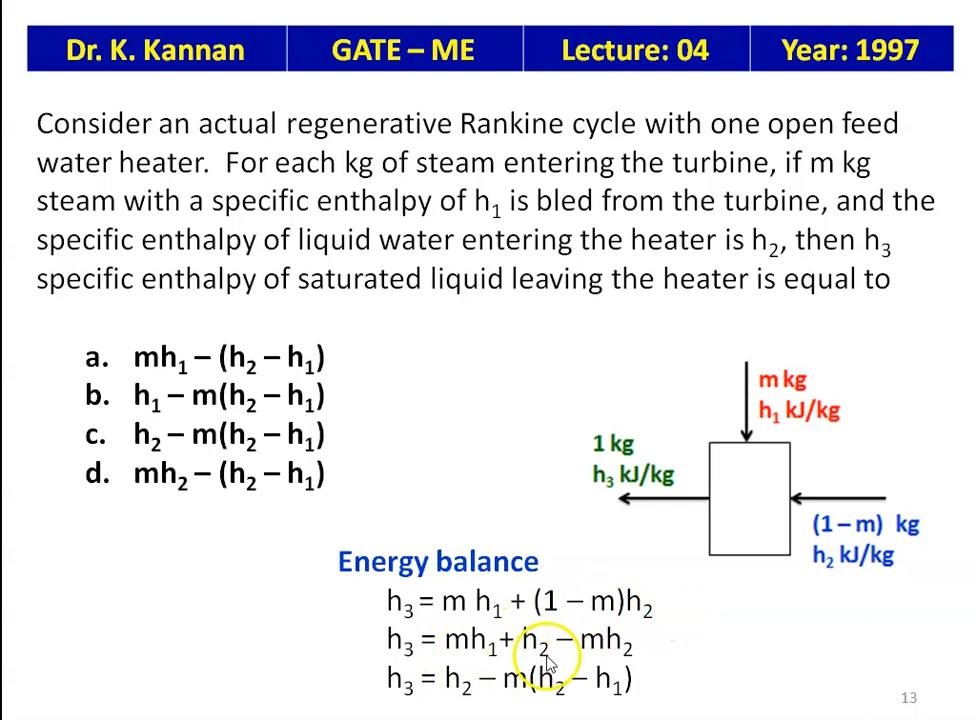 Dr. K. Kannan GATE – ME Lecture: 04 Year: 1997
Consider an actual regenerative Rankine cycle with one open feed
water heater. For each kg of steam entering the turbine, if m kg
steam with a specific enthalpy of h₁ is bled from the turbine, and the
specific enthalpy of liquid water entering the heater is h₂, then h₃
specific enthalpy of saturated liquid leaving the heater is equal to
a. mh₁ – (h₂ – h₁)
b. h₁ – m(h₂ – h₁)
c. h₂ – m(h₂ – h₁)
d. mh₂ – (h₂ – h₁)
m kg
h₁ kJ/kg
1 kg
h₃ kJ/kg
(1 – m) kg
h₂ kJ/kg
Energy balance
h₃ = m h₁ + (1 – m)h₂
h₃ = mh₁+ h₂ – mh₂
h₃ = h₂ – m(h₂ – h₁)
13